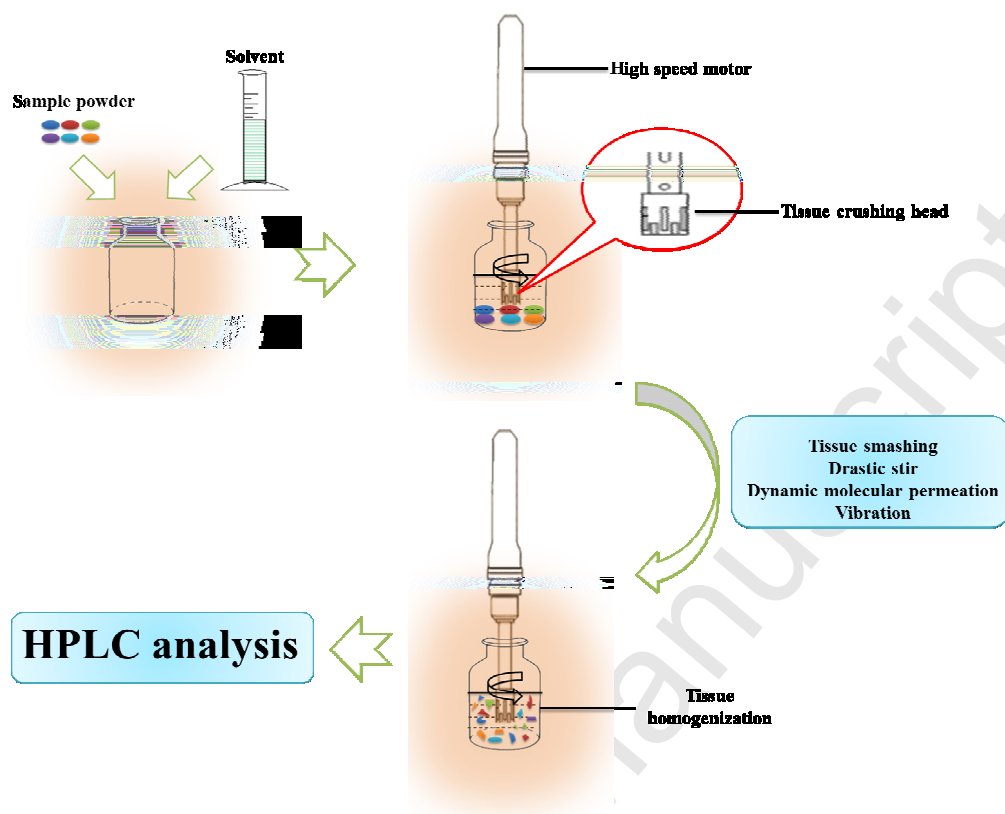 Solvent
Sample powder
High speed motor
Tissue crushing head
Tissue smashing
Drastic stir
Dynamic molecular permeation
Vibration
HPLC analysis
Tissue
homogenization
anuscript